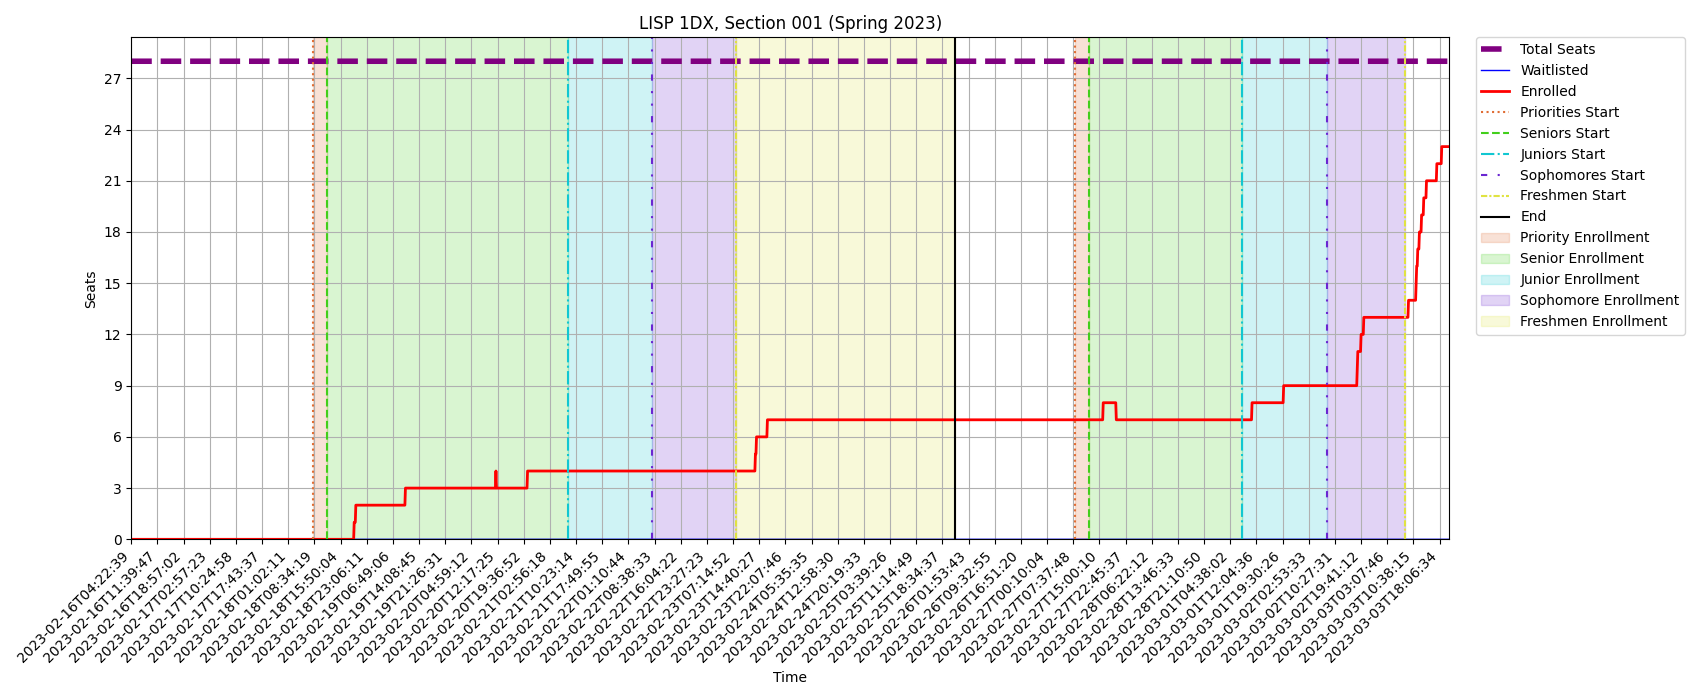 LISP 1DX, Section 001 (Spring 2023)
Seats
27
24
21
18
15
12
9
6
3
0
2023-02-16T04:22:39
2023-02-16T11:39:47
2023-02-16T18:57:02
2023-02-17T02:57:23
2023-02-17T10:24:58
2023-02-17T17:43:37
2023-02-18T01:02:11
2023-02-18T08:34:19
2023-02-18T15:50:04
2023-02-18T23:06:11
2023-02-19T06:49:06
2023-02-19T14:08:45
2023-02-19T21:26:31
2023-02-20T04:59:12
2023-02-20T12:17:25
2023-02-20T19:36:52
2023-02-21T02:56:18
2023-02-21T10:23:14
2023-02-21T17:49:55
2023-02-22T01:10:44
2023-02-22T08:38:33
2023-02-22T16:04:22
2023-02-22T23:27:23
2023-02-23T07:14:52
2023-02-23T14:40:27
2023-02-23T22:07:46
2023-02-24T05:35:35
2023-02-24T12:58:30
2023-02-24T20:19:33
2023-02-25T03:39:26
2023-02-25T11:14:49
2023-02-25T18:34:37
2023-02-26T01:53:43
2023-02-26T09:32:55
2023-02-26T16:51:20
2023-02-27T00:10:04
2023-02-27T07:37:48
2023-02-27T15:00:10
2023-02-27T22:45:37
2023-02-28T06:22:12
2023-02-28T13:46:33
2023-02-28T21:10:50
2023-03-01T04:38:02
2023-03-01T12:04:36
2023-03-01T19:30:26
2023-03-02T02:53:33
2023-03-02T10:27:31
2023-03-02T19:41:12
2023-03-03T03:07:46
2023-03-03T10:38:15
2023-03-03T18:06:34
Time
Total Seats
Waitlisted
Enrolled
Priorities Start
Seniors Start
Juniors Start
Sophomores Start
Freshmen Start
End
Priority Enrollment
Senior Enrollment
Junior Enrollment
Sophomore Enrollment
Freshmen Enrollment